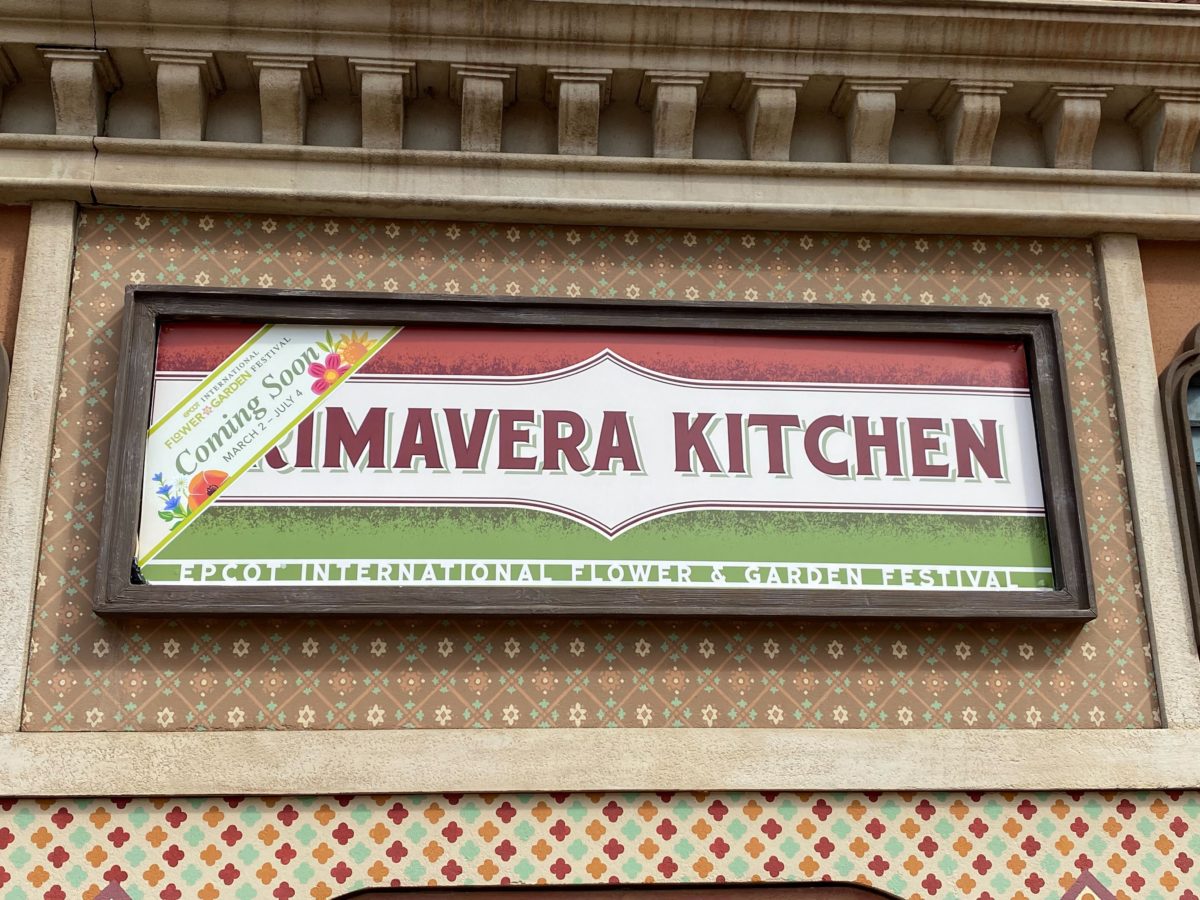 EPCOT INTERNATIONAL
FLOWER & GARDEN FESTIVAL
Coming Soon
MARCH 2 – JULY 4
RIMAVERA KITCHEN
EPCOT INTERNATIONAL FLOWER & GARDEN FESTIVAL